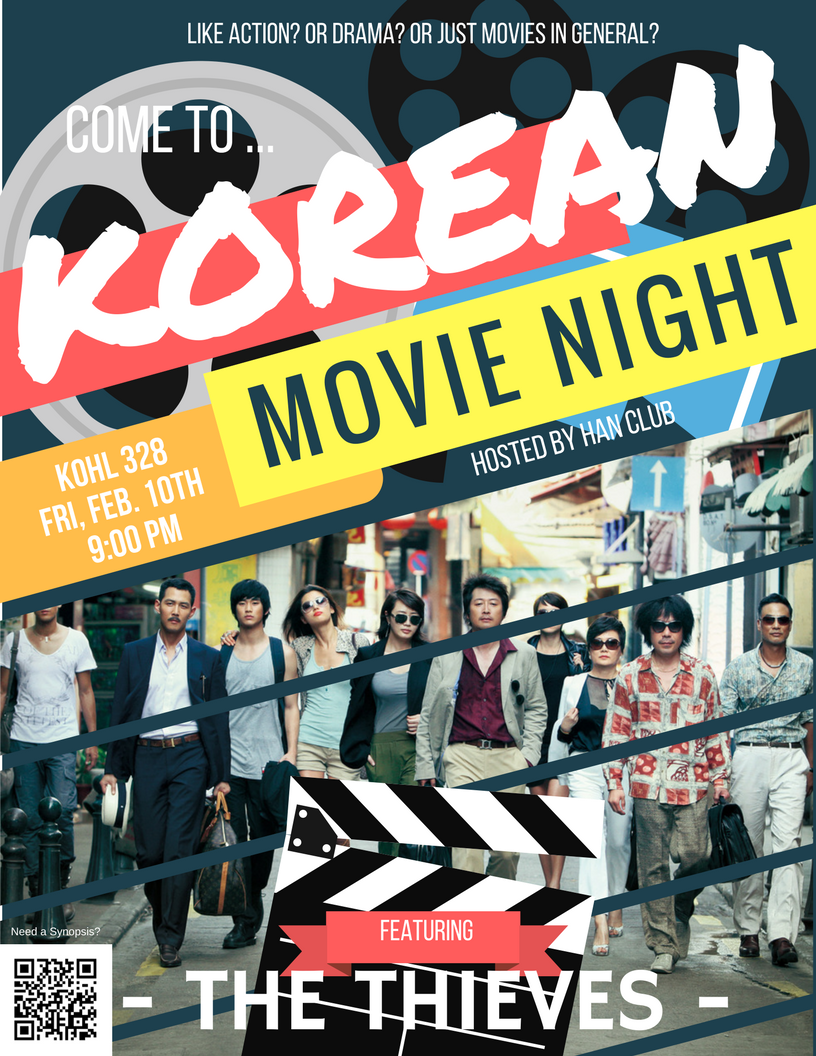 LIKE ACTION? OR DRAMA? OR JUST MOVIES IN GENERAL?
COME TO ...
KOREAN
MOVIE NIGHT
HOSTED BY HAN CLUB
KOHL 328
FRI, FEB. 10TH
9:00 PM
Need a Synopsis?
FEATURING
- THE THIEVES -